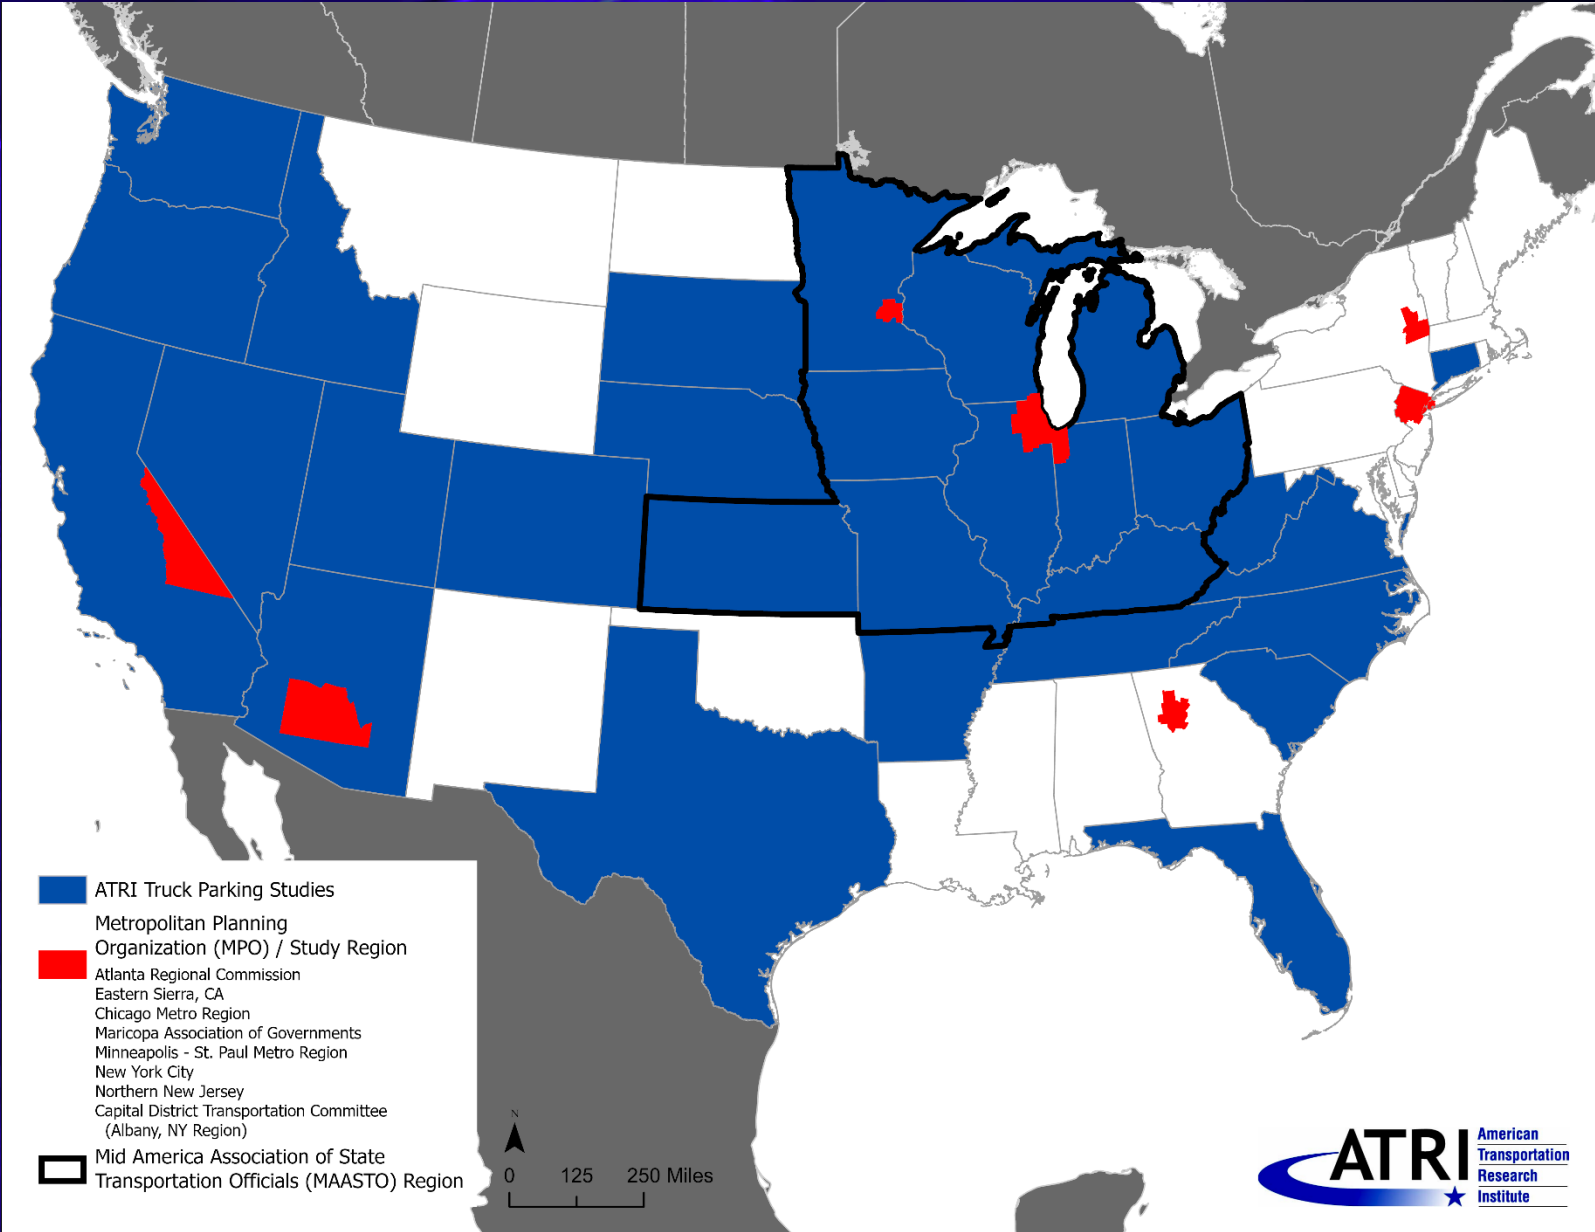 ATRI Truck Parking Studies
Metropolitan Planning
Organization (MPO) / Study Region
Atlanta Regional Commission
Eastern Sierra, CA
Chicago Metro Region
Maricopa Association of Governments
Minneapolis - St. Paul Metro Region
New York City
Northern New Jersey
Capital District Transportation Committee
(Albany, NY Region)
Mid America Association of State
Transportation Officials (MAASTO) Region
N
0 125 250 Miles
ATRI
American
Transportation
Research
Institute